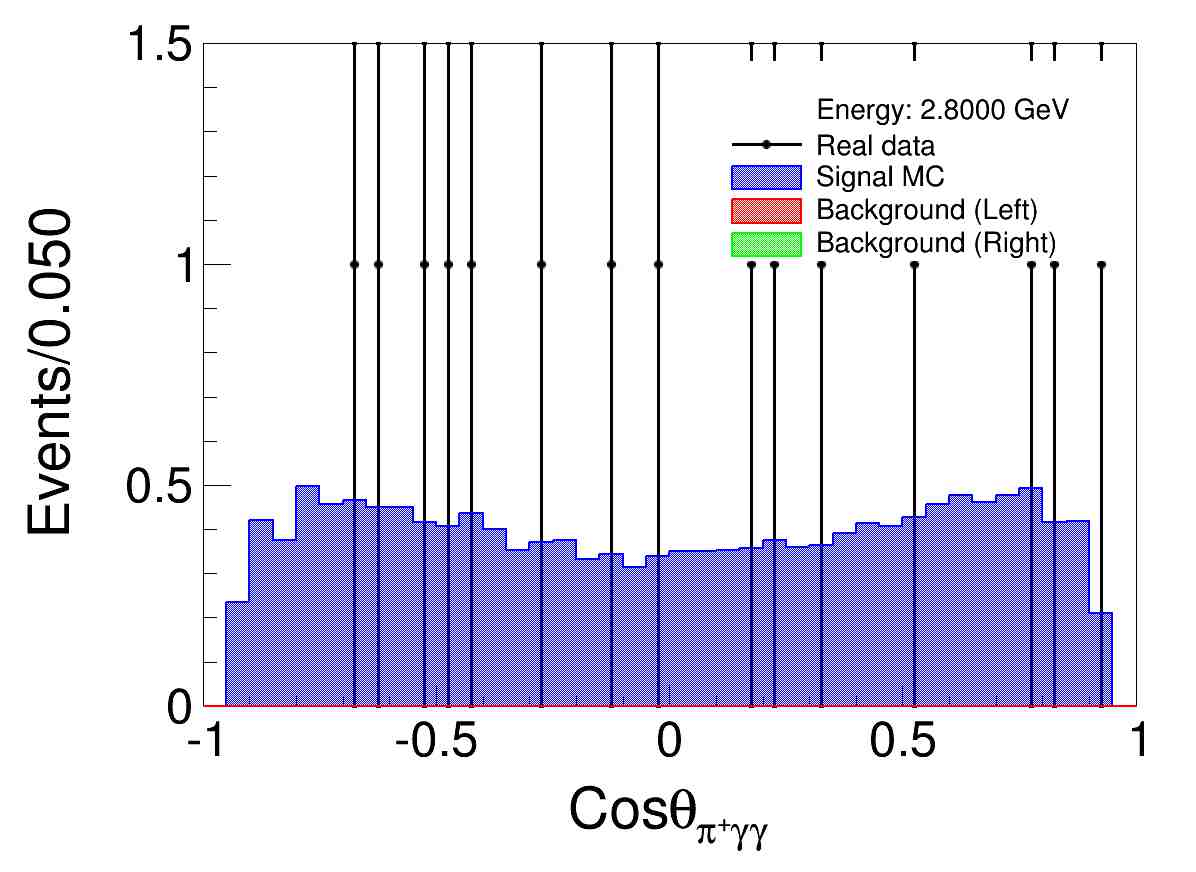 1.5
Energy: 2.8000 GeV
Real data
Signal MC
Background (Left)
Background (Right)
1
0.5
0
Events/0.050
-1 -0.5 0 0.5 1
Cosθπ⁺γγ